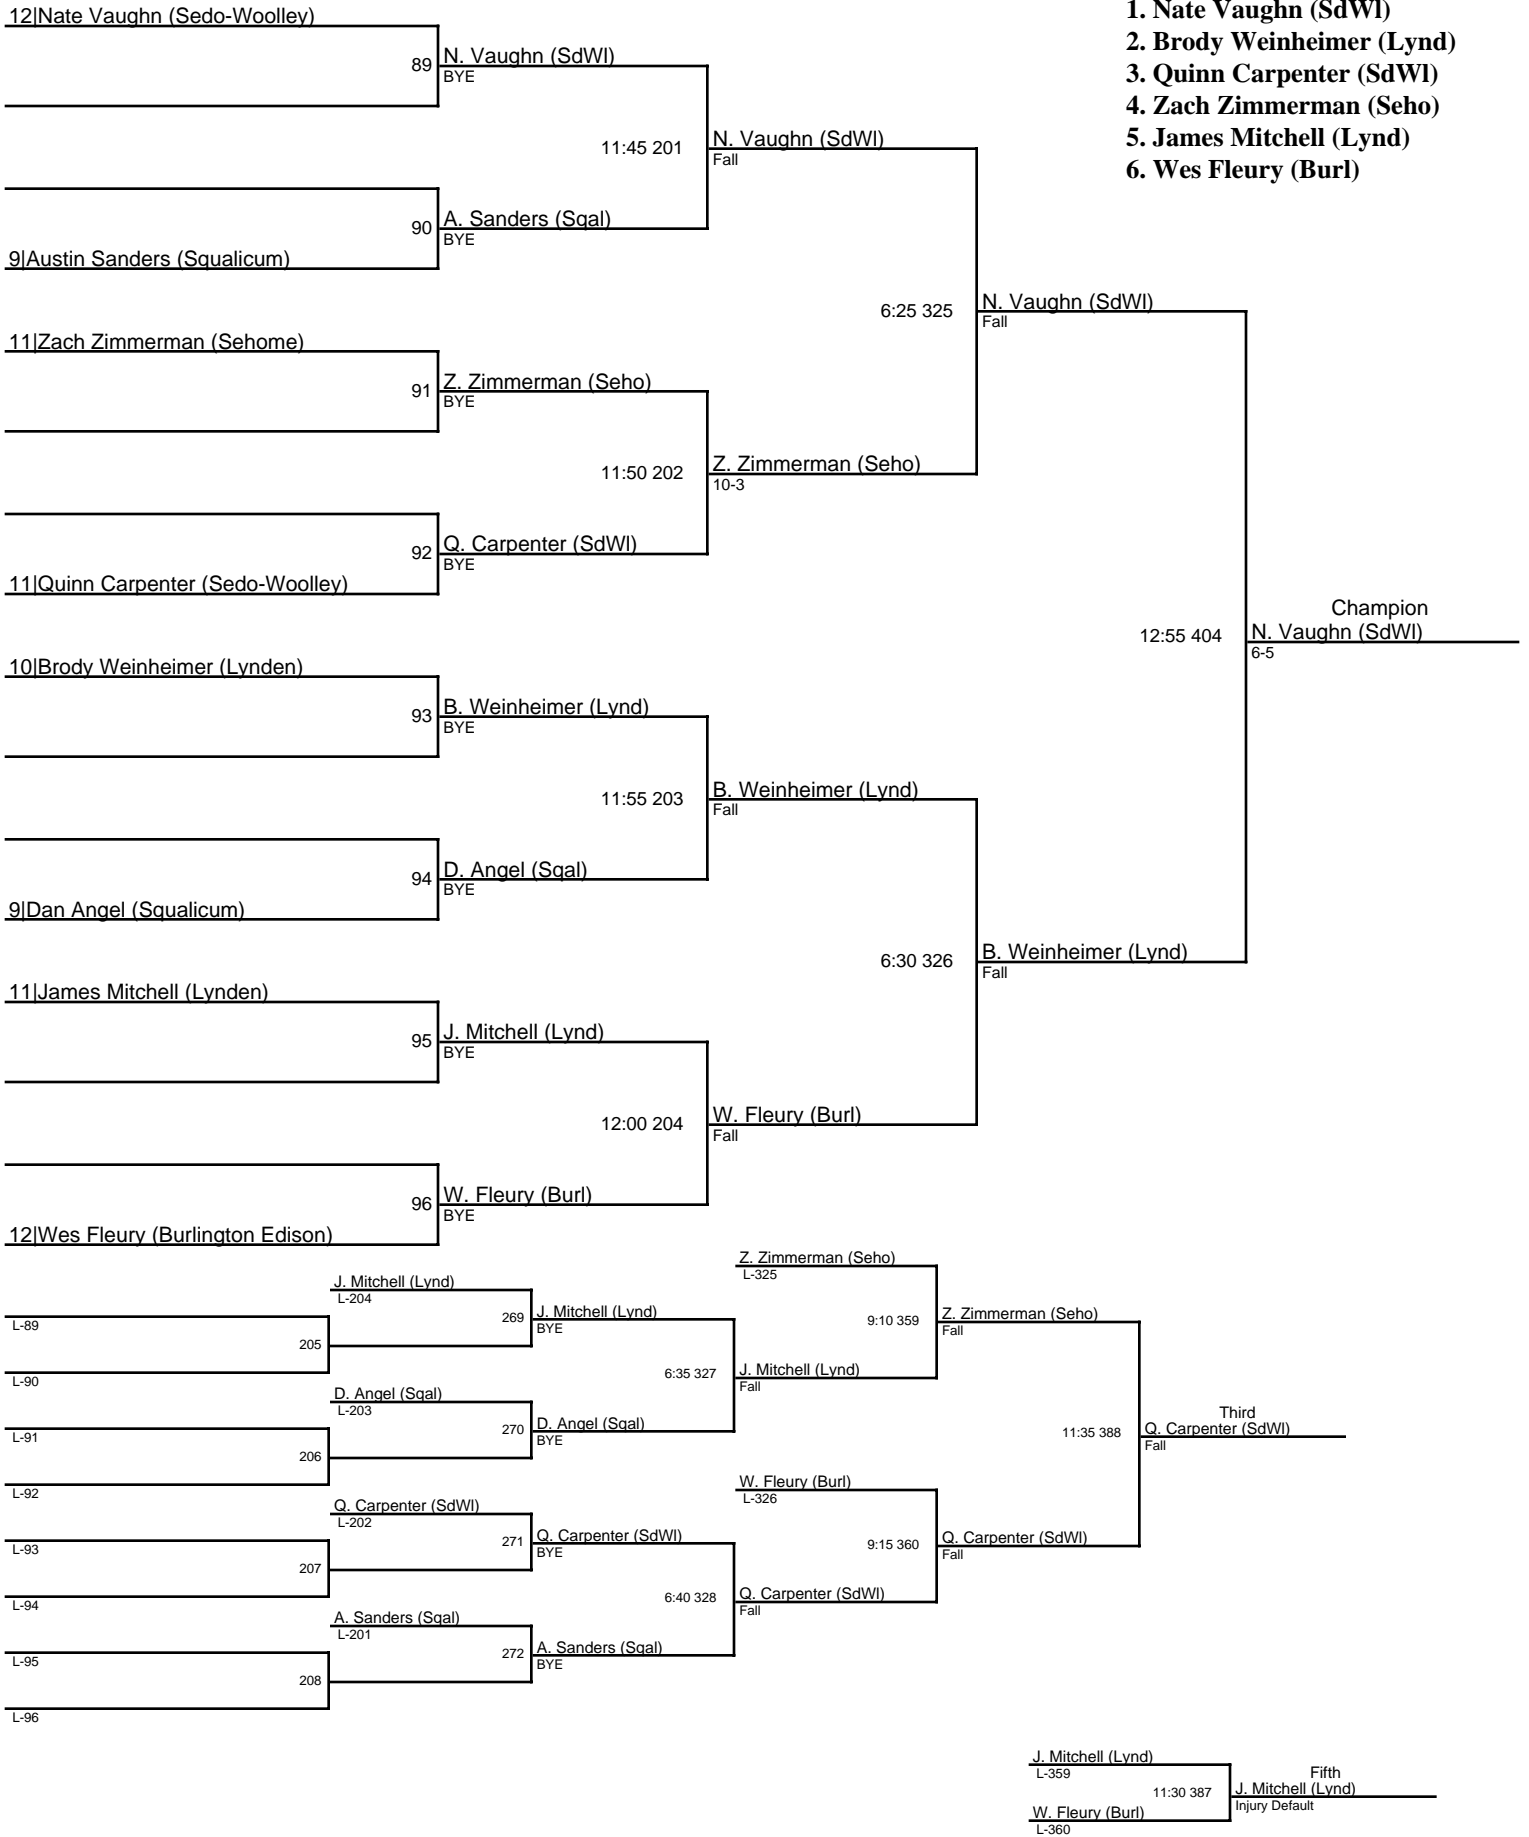 1. Nate Vaughn (SdWl)
2. Brody Weinheimer (Lynd)
3. Quinn Carpenter (SdWl)
4. Zach Zimmerman (Seho)
5. James Mitchell (Lynd)
6. Wes Fleury (Burl)
12|Nate Vaughn (Sedo-Woolley)
89
N. Vaughn (SdWl)
BYE
11:45 201
N. Vaughn (SdWl)
Fall
90
A. Sanders (Sqal)
BYE
9|Austin Sanders (Squalicum)
6:25 325
N. Vaughn (SdWl)
Fall
11|Zach Zimmerman (Sehome)
91
Z. Zimmerman (Seho)
BYE
11:50 202
Z. Zimmerman (Seho)
10-3
92
Q. Carpenter (SdWl)
BYE
11|Quinn Carpenter (Sedo-Woolley)
Champion
12:55 404
N. Vaughn (SdWl)
6-5
10|Brody Weinheimer (Lynden)
93
B. Weinheimer (Lynd)
BYE
11:55 203
B. Weinheimer (Lynd)
Fall
94
D. Angel (Sqal)
BYE
9|Dan Angel (Squalicum)
6:30 326
B. Weinheimer (Lynd)
Fall
11|James Mitchell (Lynden)
95
J. Mitchell (Lynd)
BYE
12:00 204
W. Fleury (Burl)
Fall
96
W. Fleury (Burl)
BYE
12|Wes Fleury (Burlington Edison)
Z. Zimmerman (Seho)
L-325
J. Mitchell (Lynd)
L-204
L-89
205
269
J. Mitchell (Lynd)
BYE
9:10 359
Z. Zimmerman (Seho)
Fall
L-90
6:35 327
J. Mitchell (Lynd)
Fall
D. Angel (Sqal)
L-203
L-91
206
270
D. Angel (Sqal)
BYE
Third
11:35 388
Q. Carpenter (SdWl)
Fall
L-92
W. Fleury (Burl)
L-326
Q. Carpenter (SdWl)
L-202
L-93
207
271
Q. Carpenter (SdWl)
BYE
9:15 360
Q. Carpenter (SdWl)
Fall
L-94
6:40 328
Q. Carpenter (SdWl)
Fall
A. Sanders (Sqal)
L-201
L-95
208
272
A. Sanders (Sqal)
BYE
L-96
J. Mitchell (Lynd)
L-359
Fifth
11:30 387
J. Mitchell (Lynd)
Injury Default
W. Fleury (Burl)
L-360